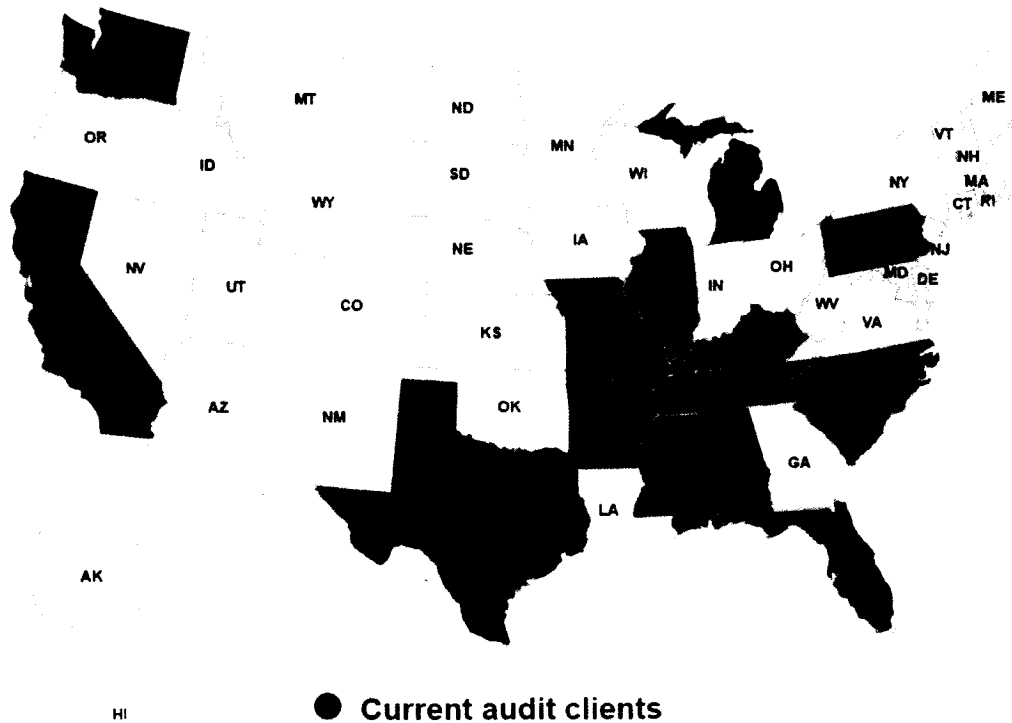 ME
MT
ND
VT
OR
MN
NH
ID
SD
WI
NY
MA
WY
CT
RI
IA
NE
NJ
NV
OH
MD
UT
IN
DE
CO
WV
VA
KS
AZ
NM
OK
GA
LA
AK
HI
Current audit clients